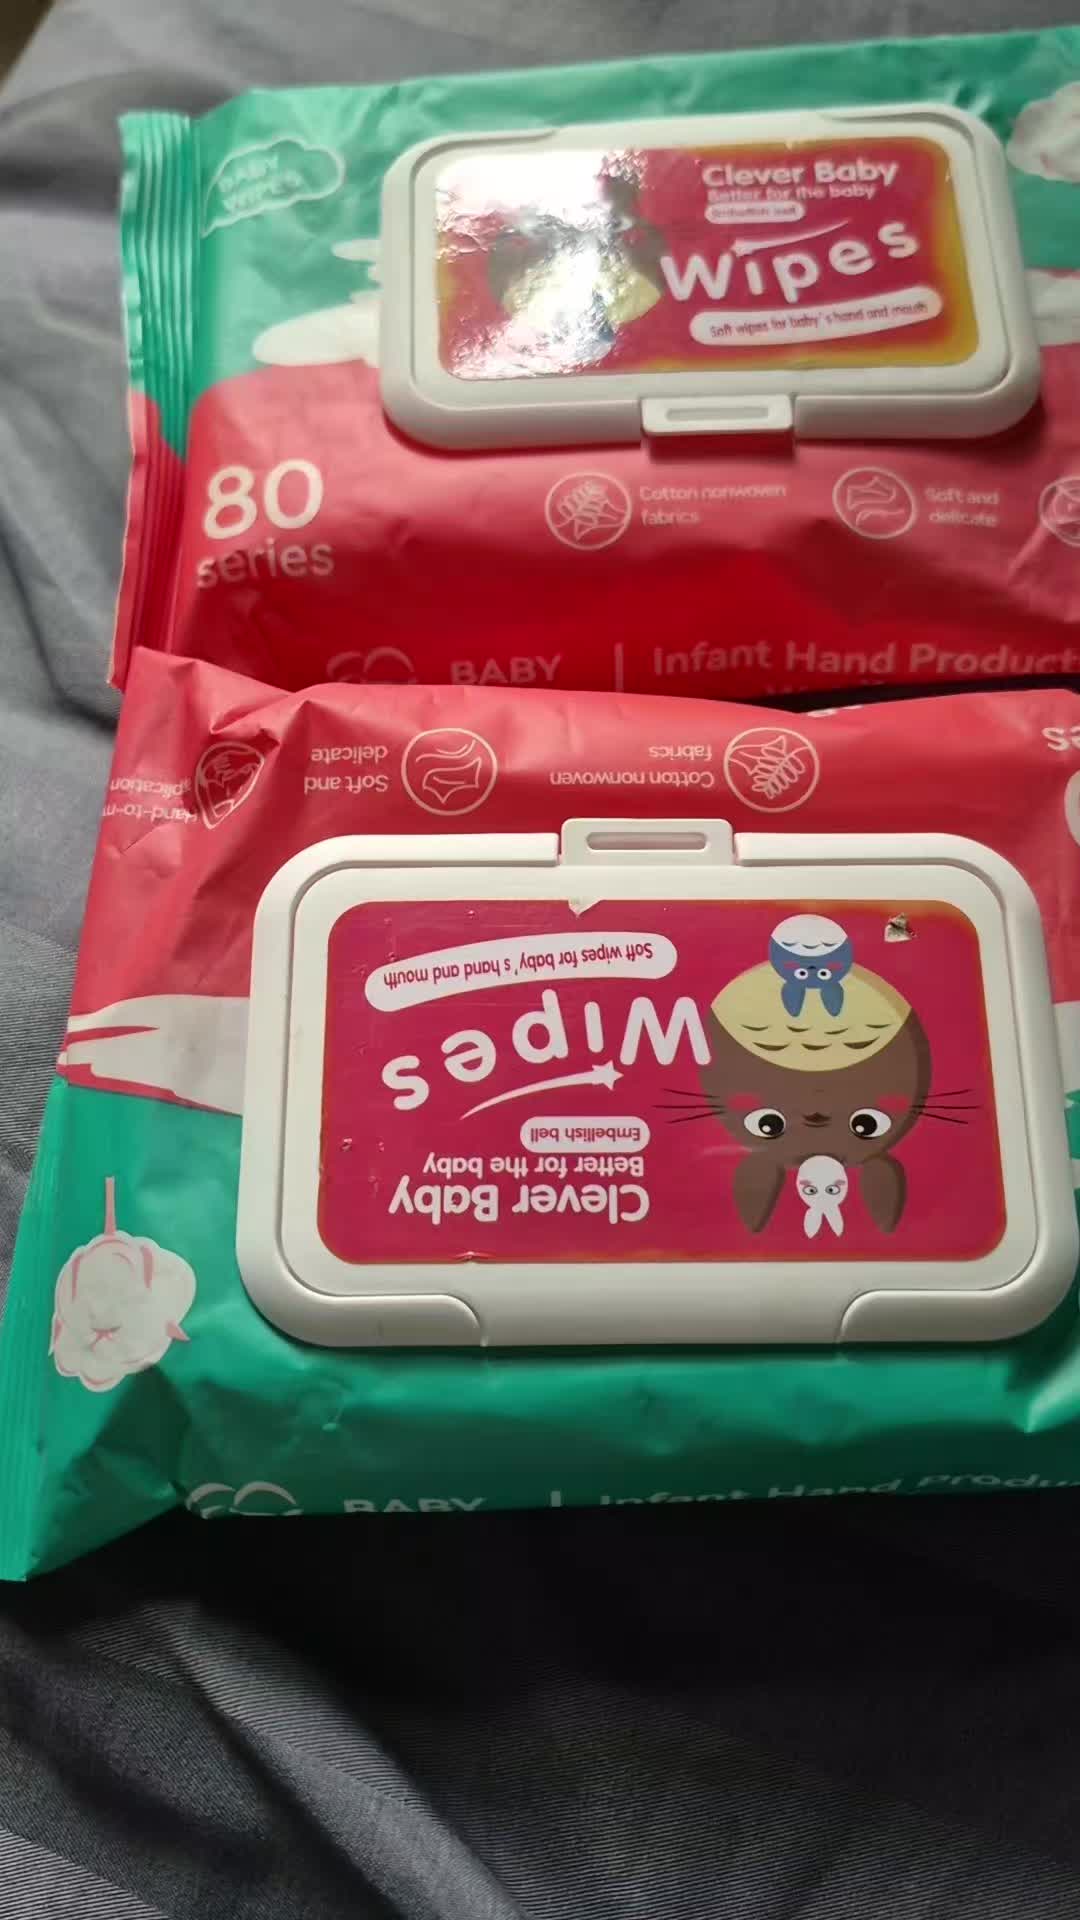 BABY
WIPES
Clever Baby
Better for the baby
Wipes
Soft wipes for baby's hand and mouth
80
series
Cotton nonwoven
fabrics
Soft and
delicate
BABY
Infant Hand Product
Cotton nonwoven
fabrics
Soft and
delicate
Clever Baby
Better for the baby
Embellish bell
Wipes
Soft wipes for baby's hand and mouth
BABY
Infant Hand